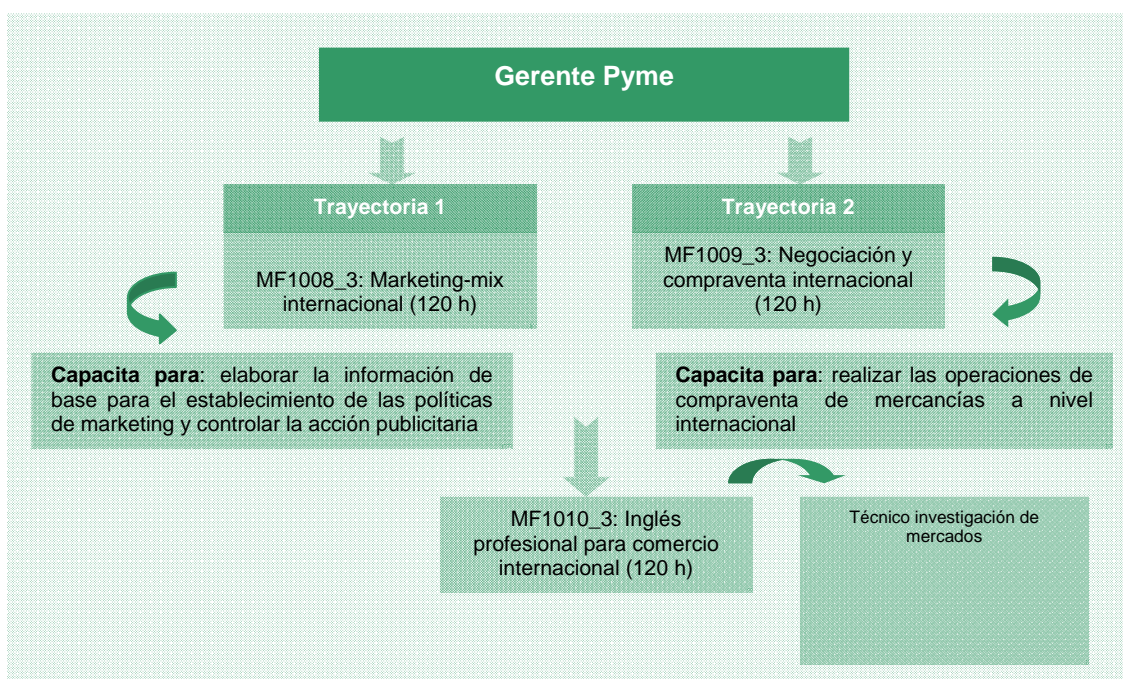 Gerente Pyme
Trayectoria 1
MF1008_3: Marketing-mix
internacional (120 h)
Trayectoria 2
MF1009_3: Negociación y
compraventa internacional
(120 h)
Capacita para: elaborar la información de
base para el establecimiento de las políticas
de marketing y controlar la acción publicitaria
Capacita para: realizar las operaciones de
compraventa de mercancías a nivel
internacional
MF1010_3: Inglés
profesional para comercio
internacional (120 h)
Técnico investigación de
mercados